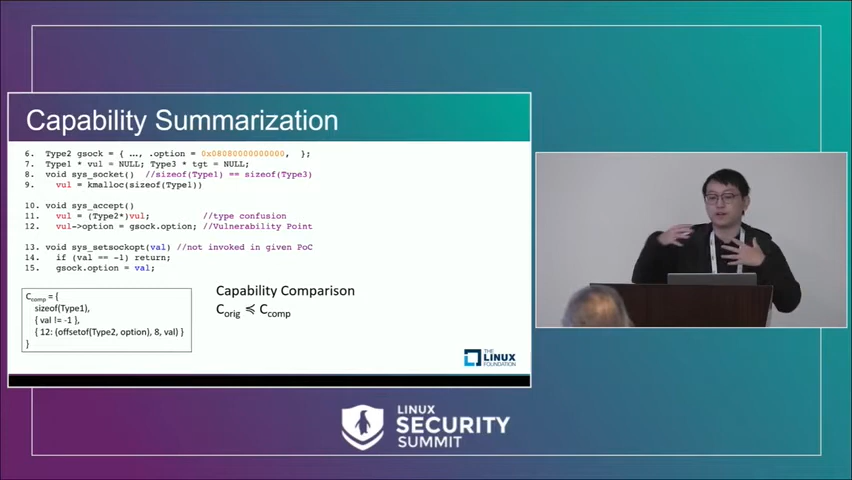 Capability Summarization
6. Type2 gsock = { …, .option = 0x08080000000000, };
7. Type1 * vul = NULL; Type3 * tgt = NULL;
8. void sys_socket() //sizeof(Type1) == sizeof(Type3)
9. vul = kmalloc(sizeof(Type1))
10. void sys_accept()
11. vul = (Type2*)vul; //type confusion
12. vul->option = gsock.option; //Vulnerability Point
13. void sys_setsockopt(val) //not invoked in given PoC
14. if (val == -1) return;
15. gsock.option = val;
Ccomp = {
sizeof(Type1),
{ val != -1 },
{ 12: (offsetof(Type2, option), 8, val) }
}
Capability Comparison
Corig ≼ Ccomp
THE
LINUX
FOUNDATION
LINUX
SECURITY
SUMMIT